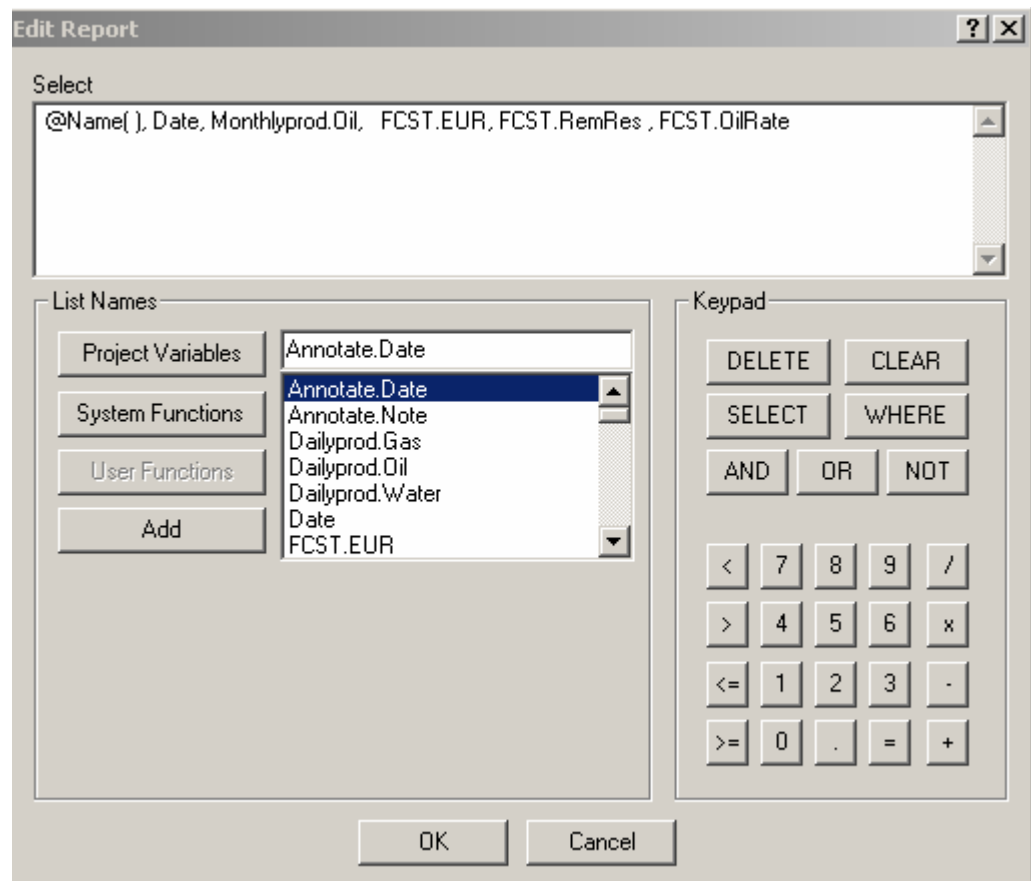 Edit Report
? X
Select
@Name( ), Date, Monthlyprod.Oil, FCST.EUR, FCST.RemRes , FCST.OilRate
List Names
Project Variables
System Functions
User Functions
Add
Annotate.Date
Annotate.Date
Annotate.Note
Dailyprod.Gas
Dailyprod.Oil
Dailyprod.Water
Date
FCST.EUR
Keypad
DELETE CLEAR
SELECT WHERE
AND OR NOT
< 7 8 9 /
> 4 5 6 x
<= 1 2 3 -
>= 0 . = +
OK Cancel